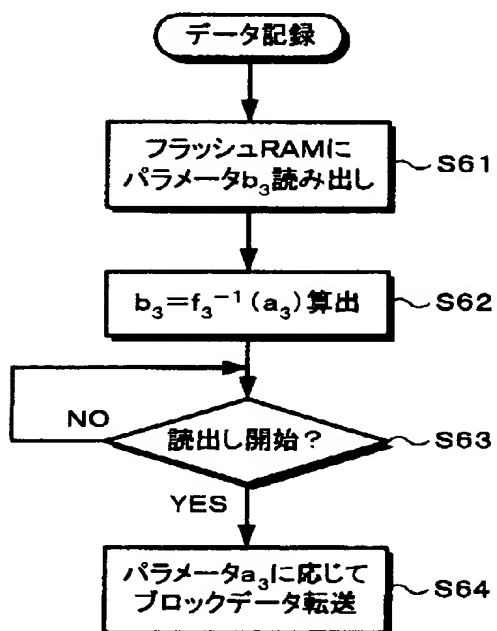 データ記録
フラッシュRAMに
パラメータb₃読み出し
S61
b₃=f₃⁻¹(a₃)算出
S62
NO
読出し開始?
S63
YES
パラメータa₃に応じて
ブロックデータ転送
S64